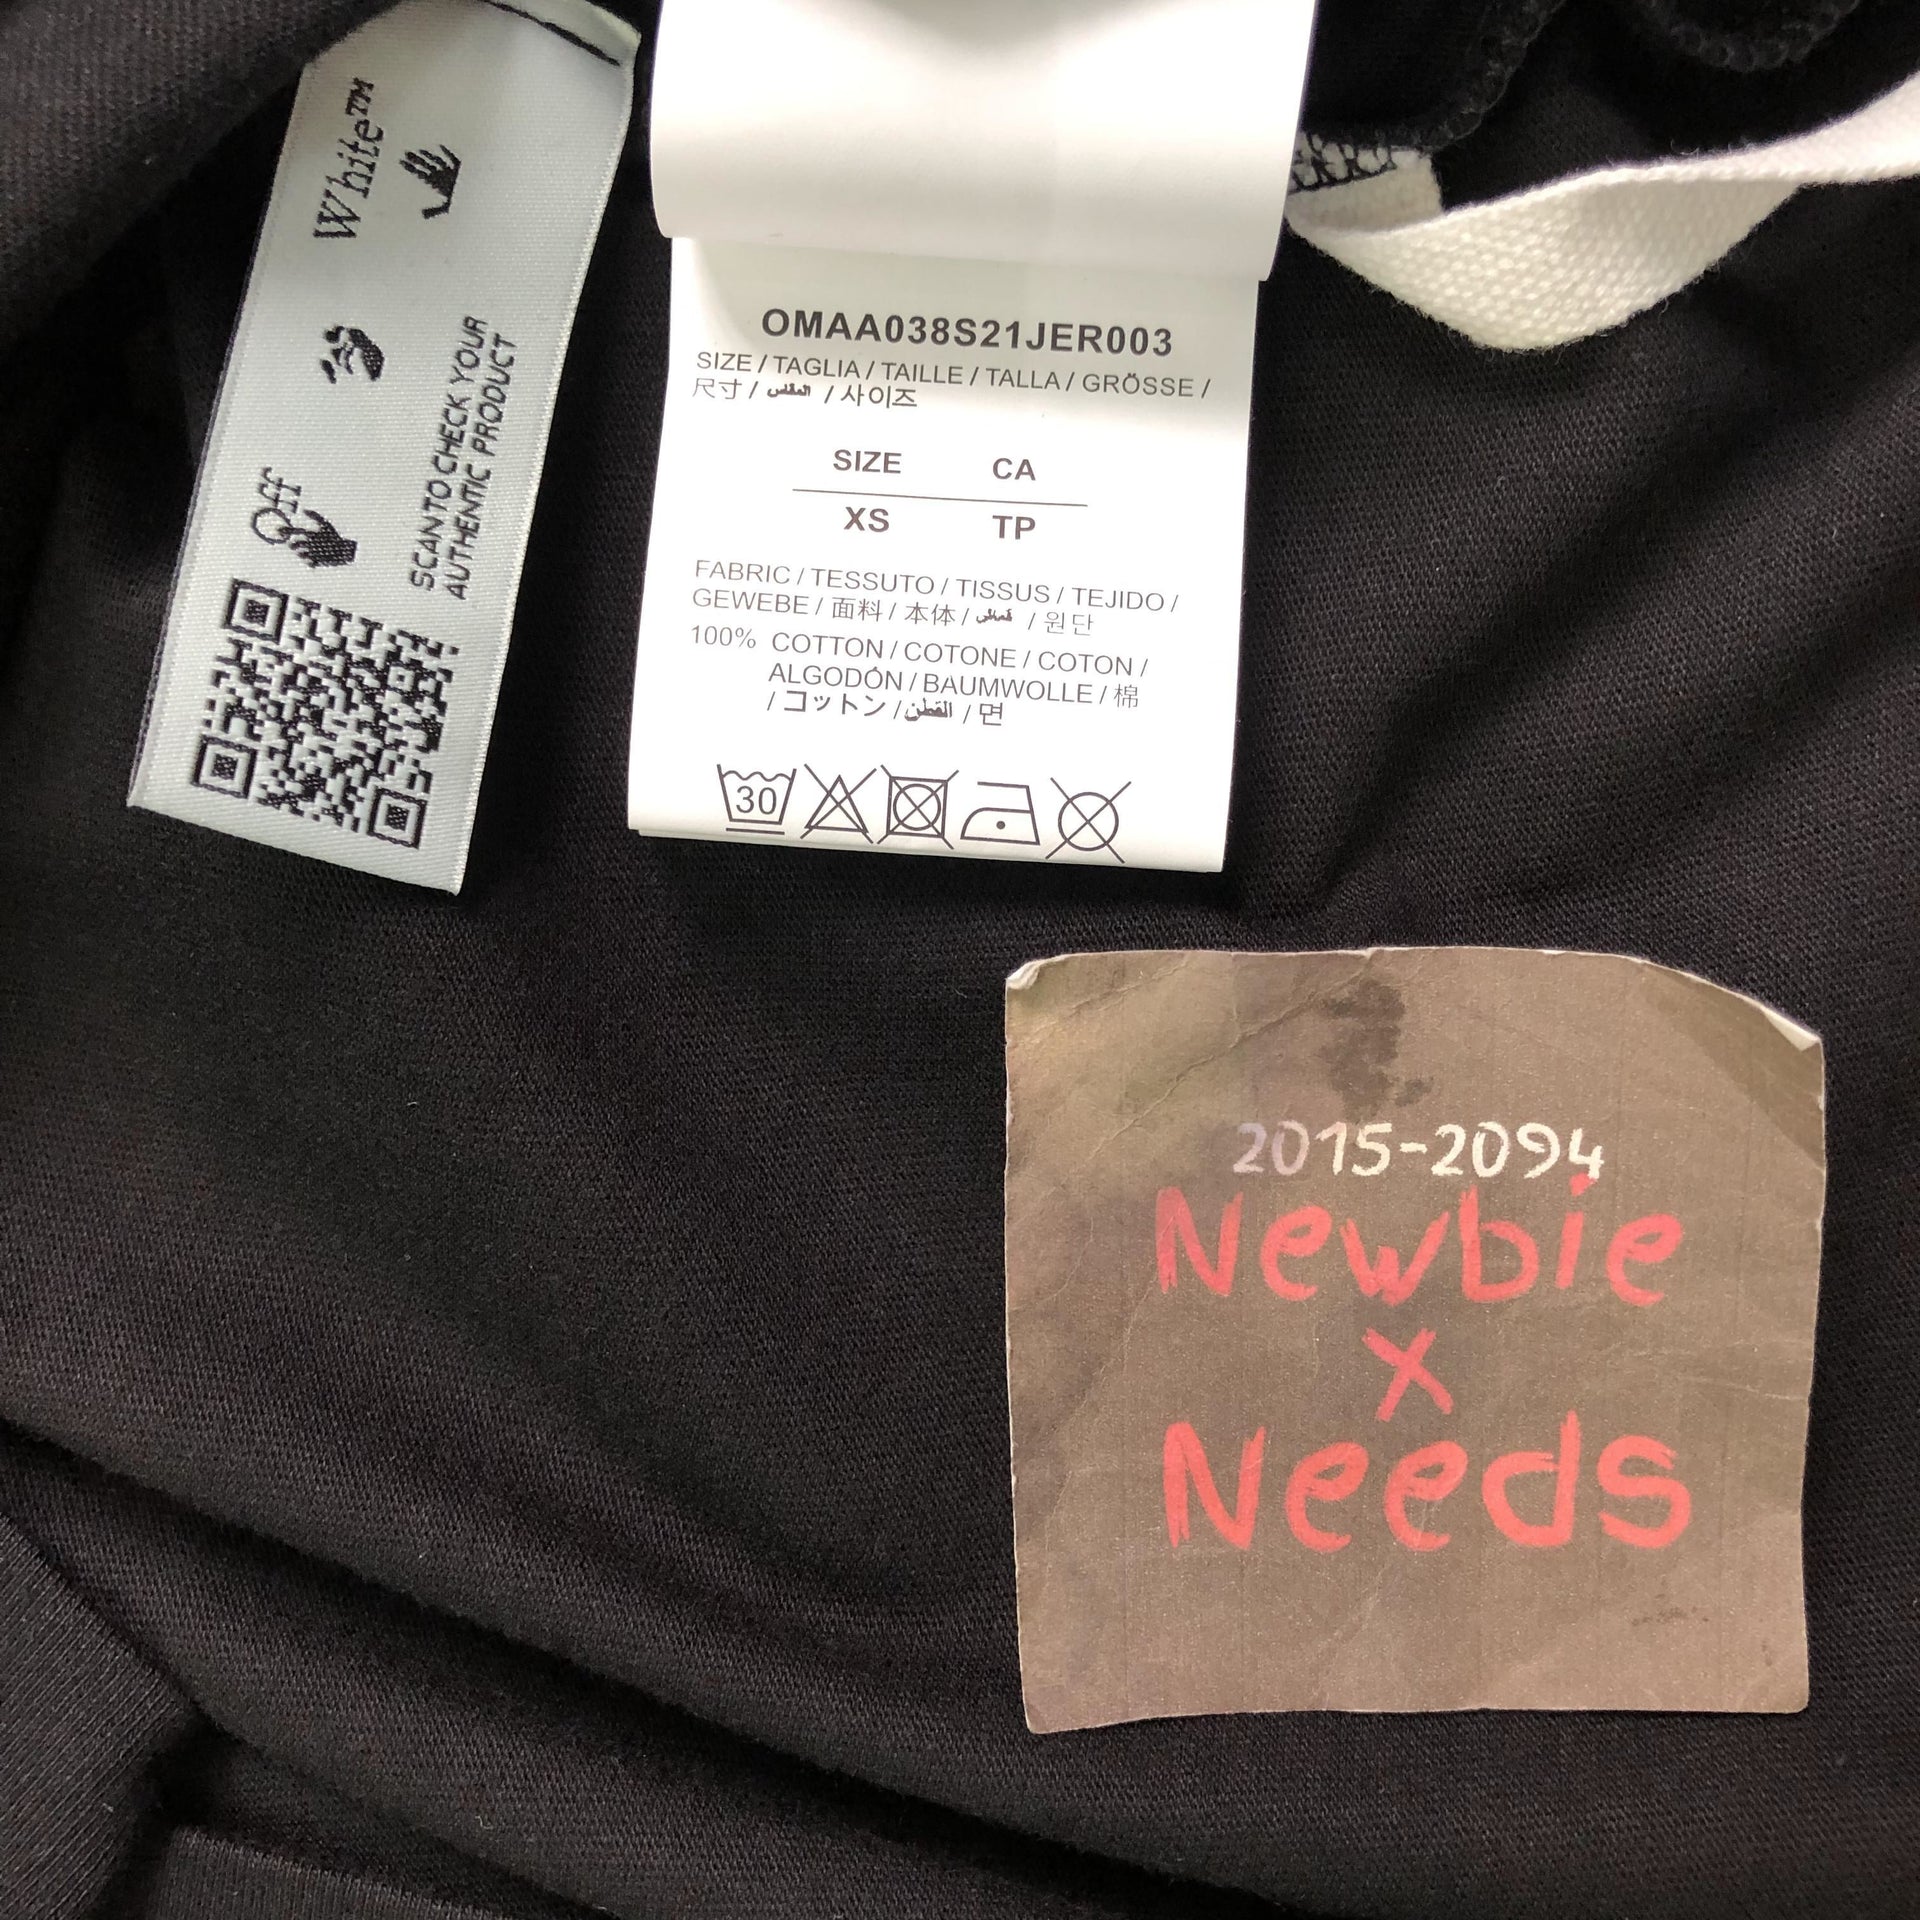 Off White™
SCAN TO CHECK YOUR
AUTHENTIC PRODUCT
OMAA038S21JER003
SIZE / TAGLIA / TAILLE / TALLA / GRÖSSE /
尺寸 / المقاس / 사이즈
SIZE CA
XS TP
FABRIC / TESSUTO / TISSUS / TEJIDO /
GEWEBE / 面料 / 本体 / قماش / 원단
100% COTTON / COTONE / COTON /
ALGODÓN / BAUMWOLLE / 棉
/ コットン / القطن / 면
30
2015-2094
Newbie
x
Needs